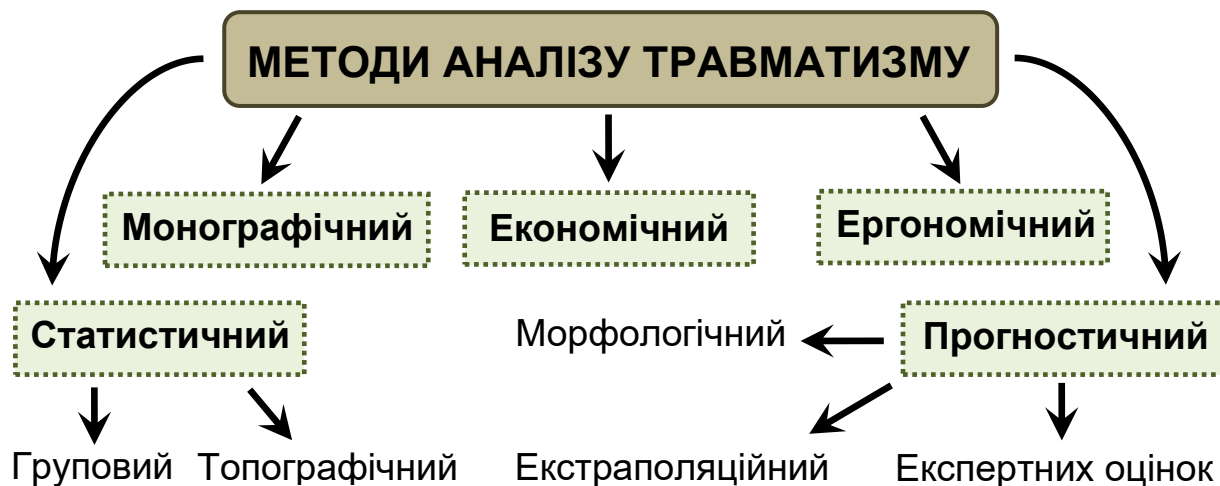 МЕТОДИ АНАЛІЗУ ТРАВМАТИЗМУ
Монографічний
Економічний
Ергономічний
Статистичний
Морфологічний
Прогностичний
Груповий
Топографічний
Екстраполяційний
Експертних оцінок